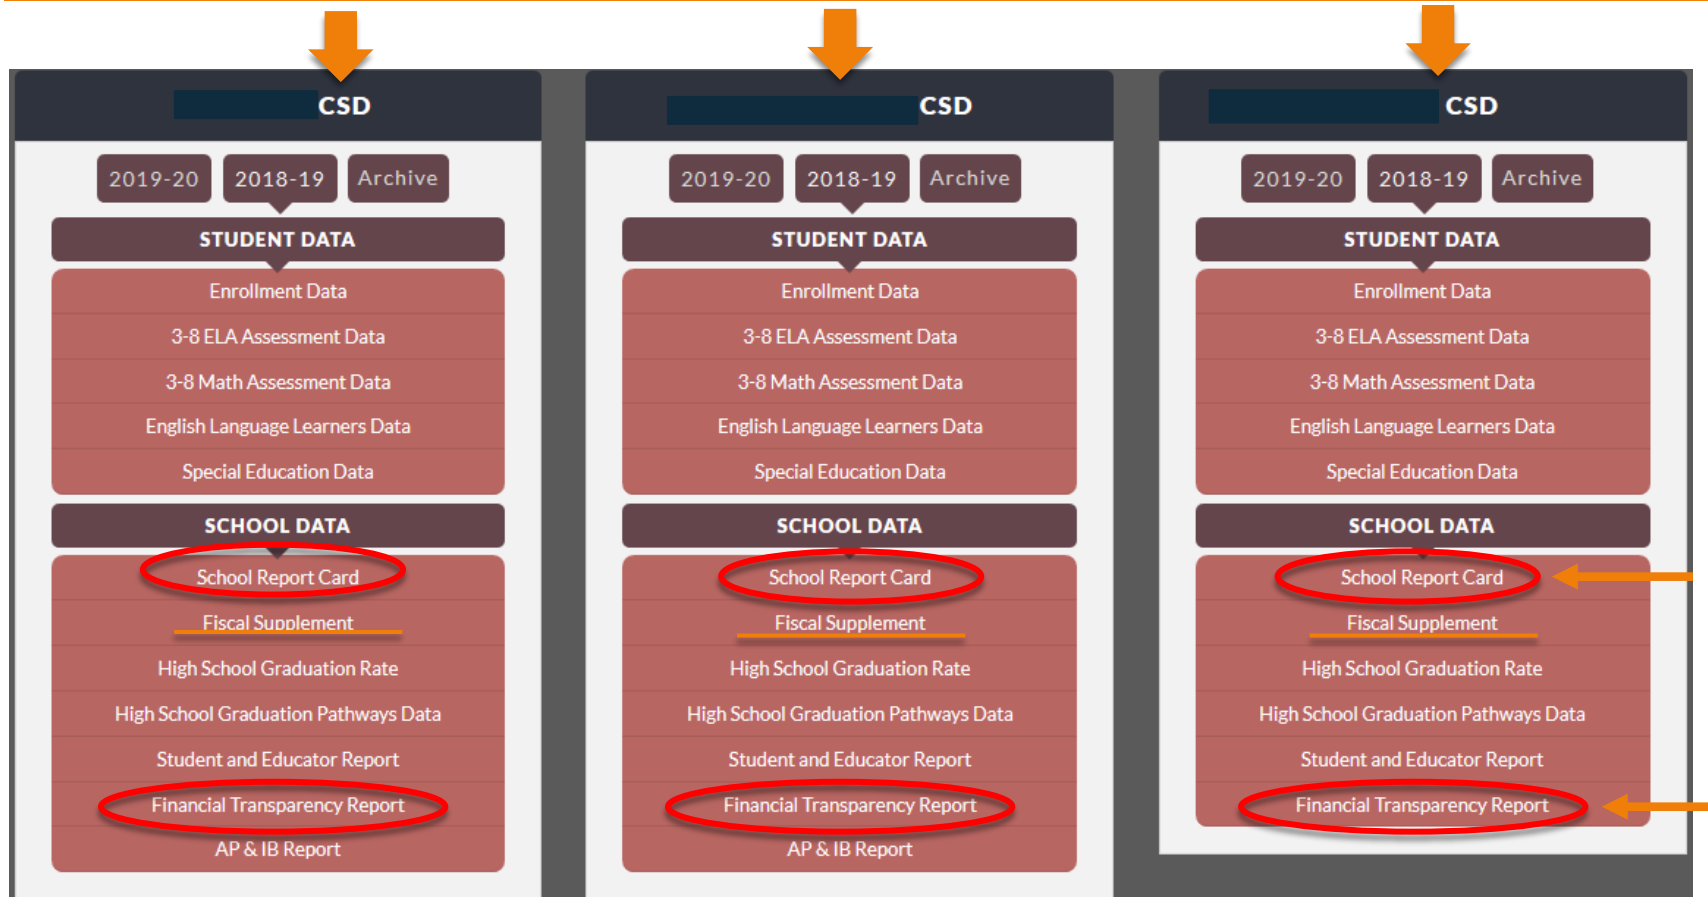 CSD
2019-20 2018-19 Archive
STUDENT DATA
Enrollment Data
3-8 ELA Assessment Data
3-8 Math Assessment Data
English Language Learners Data
Special Education Data
SCHOOL DATA
School Report Card
Fiscal Supplement
High School Graduation Rate
High School Graduation Pathways Data
Student and Educator Report
Financial Transparency Report
AP & IB Report
CSD
2019-20 2018-19 Archive
STUDENT DATA
Enrollment Data
3-8 ELA Assessment Data
3-8 Math Assessment Data
English Language Learners Data
Special Education Data
SCHOOL DATA
School Report Card
Fiscal Supplement
High School Graduation Rate
High School Graduation Pathways Data
Student and Educator Report
Financial Transparency Report
AP & IB Report
CSD
2019-20 2018-19 Archive
STUDENT DATA
Enrollment Data
3-8 ELA Assessment Data
3-8 Math Assessment Data
English Language Learners Data
Special Education Data
SCHOOL DATA
School Report Card
Fiscal Supplement
High School Graduation Rate
High School Graduation Pathways Data
Student and Educator Report
Financial Transparency Report